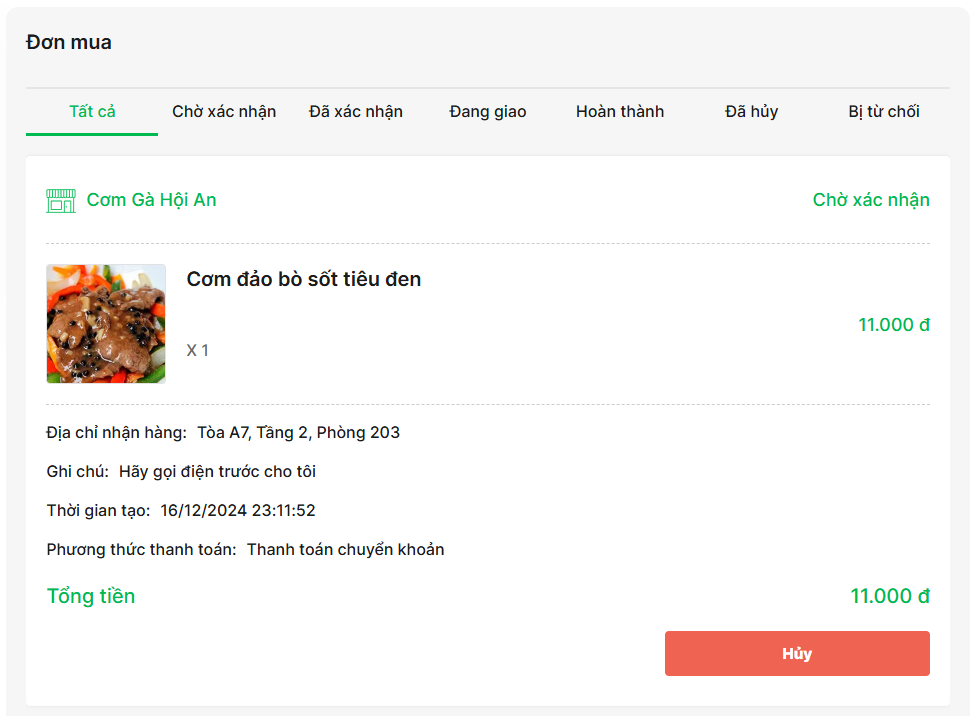 Đơn mua
Tất cả Chờ xác nhận Đã xác nhận Đang giao Hoàn thành Đã hủy Bị từ chối
Cơm Gà Hội An Chờ xác nhận
Cơm đảo bò sốt tiêu đen
11.000 đ
X 1
Địa chỉ nhận hàng: Tòa A7, Tầng 2, Phòng 203
Ghi chú: Hãy gọi điện trước cho tôi
Thời gian tạo: 16/12/2024 23:11:52
Phương thức thanh toán: Thanh toán chuyển khoản
Tổng tiền 11.000 đ
Hủy